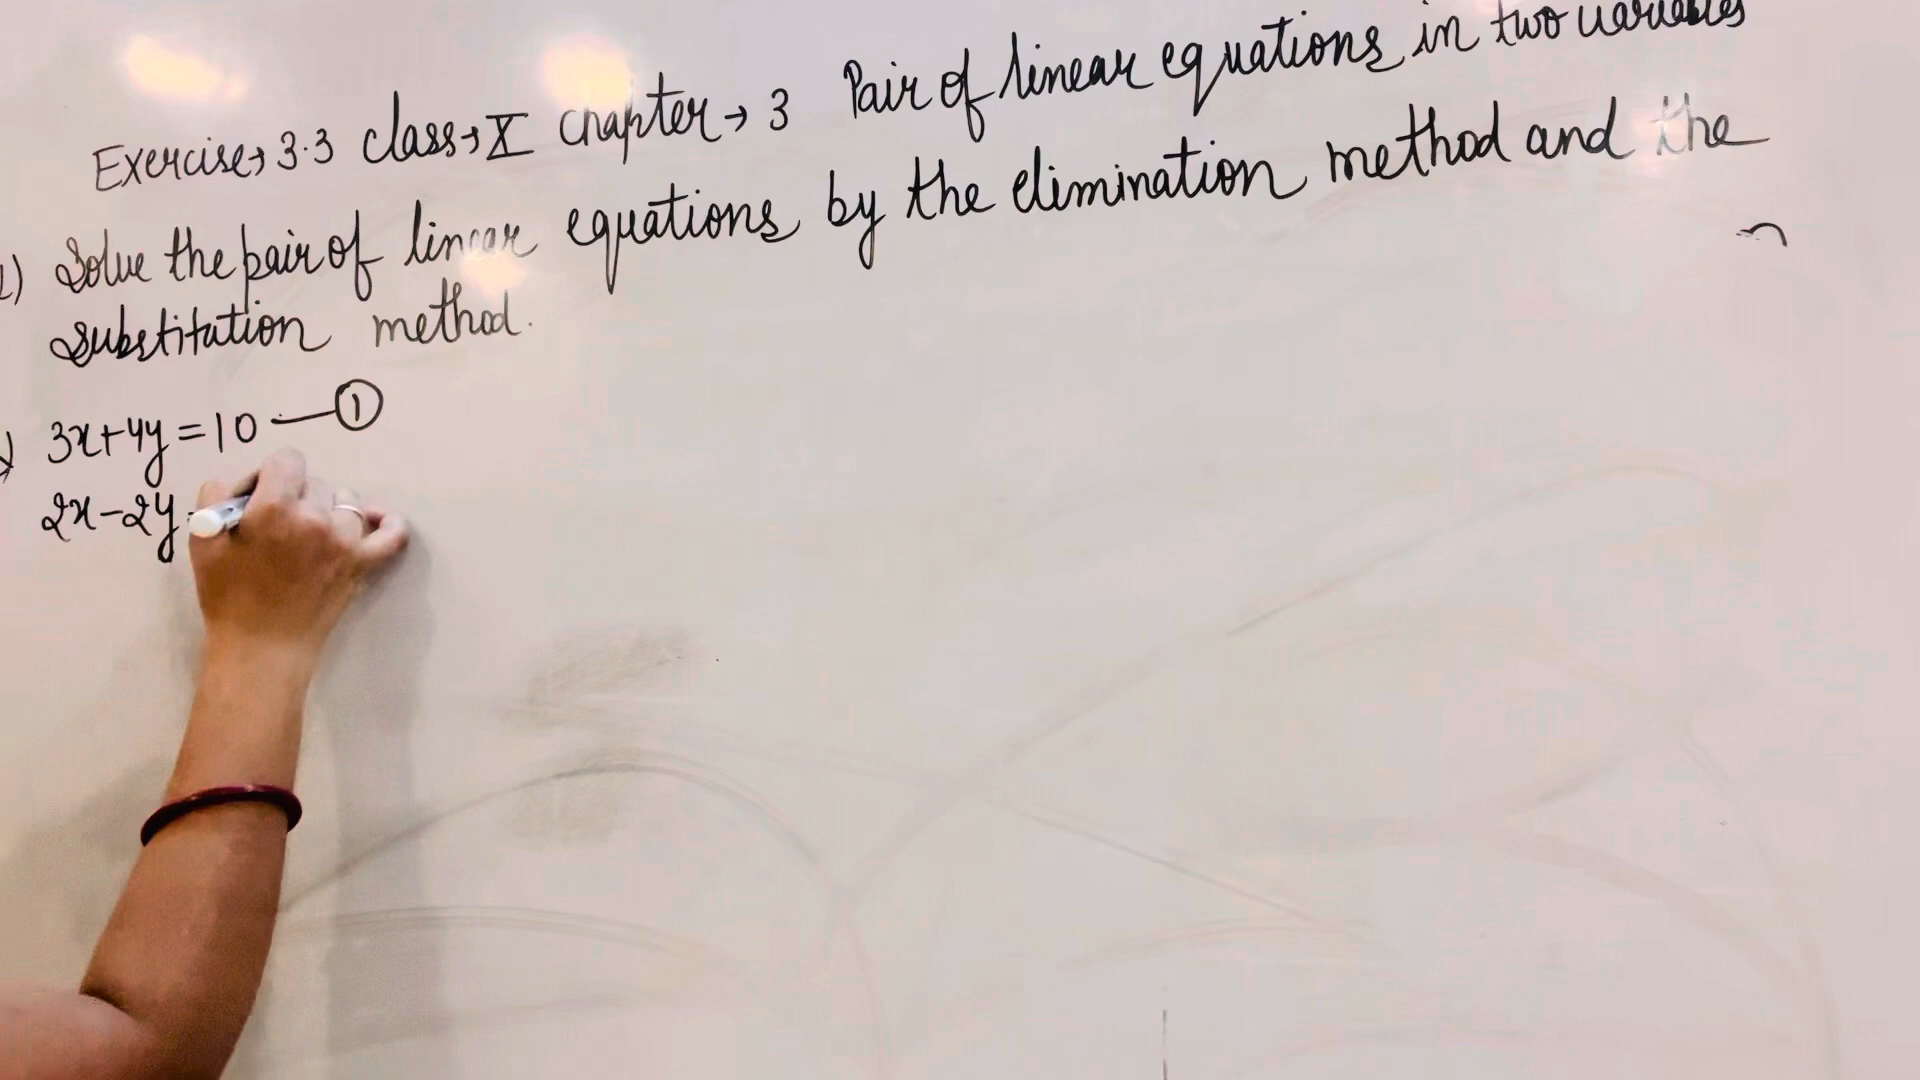 Exercise→ 3.3 class→ X Chapter→ 3 Pair of linear equations in two variables
1) Solve the pair of linear equations by the elimination method and the
substitution method.
3x+4y=10 — ①
2x-2y